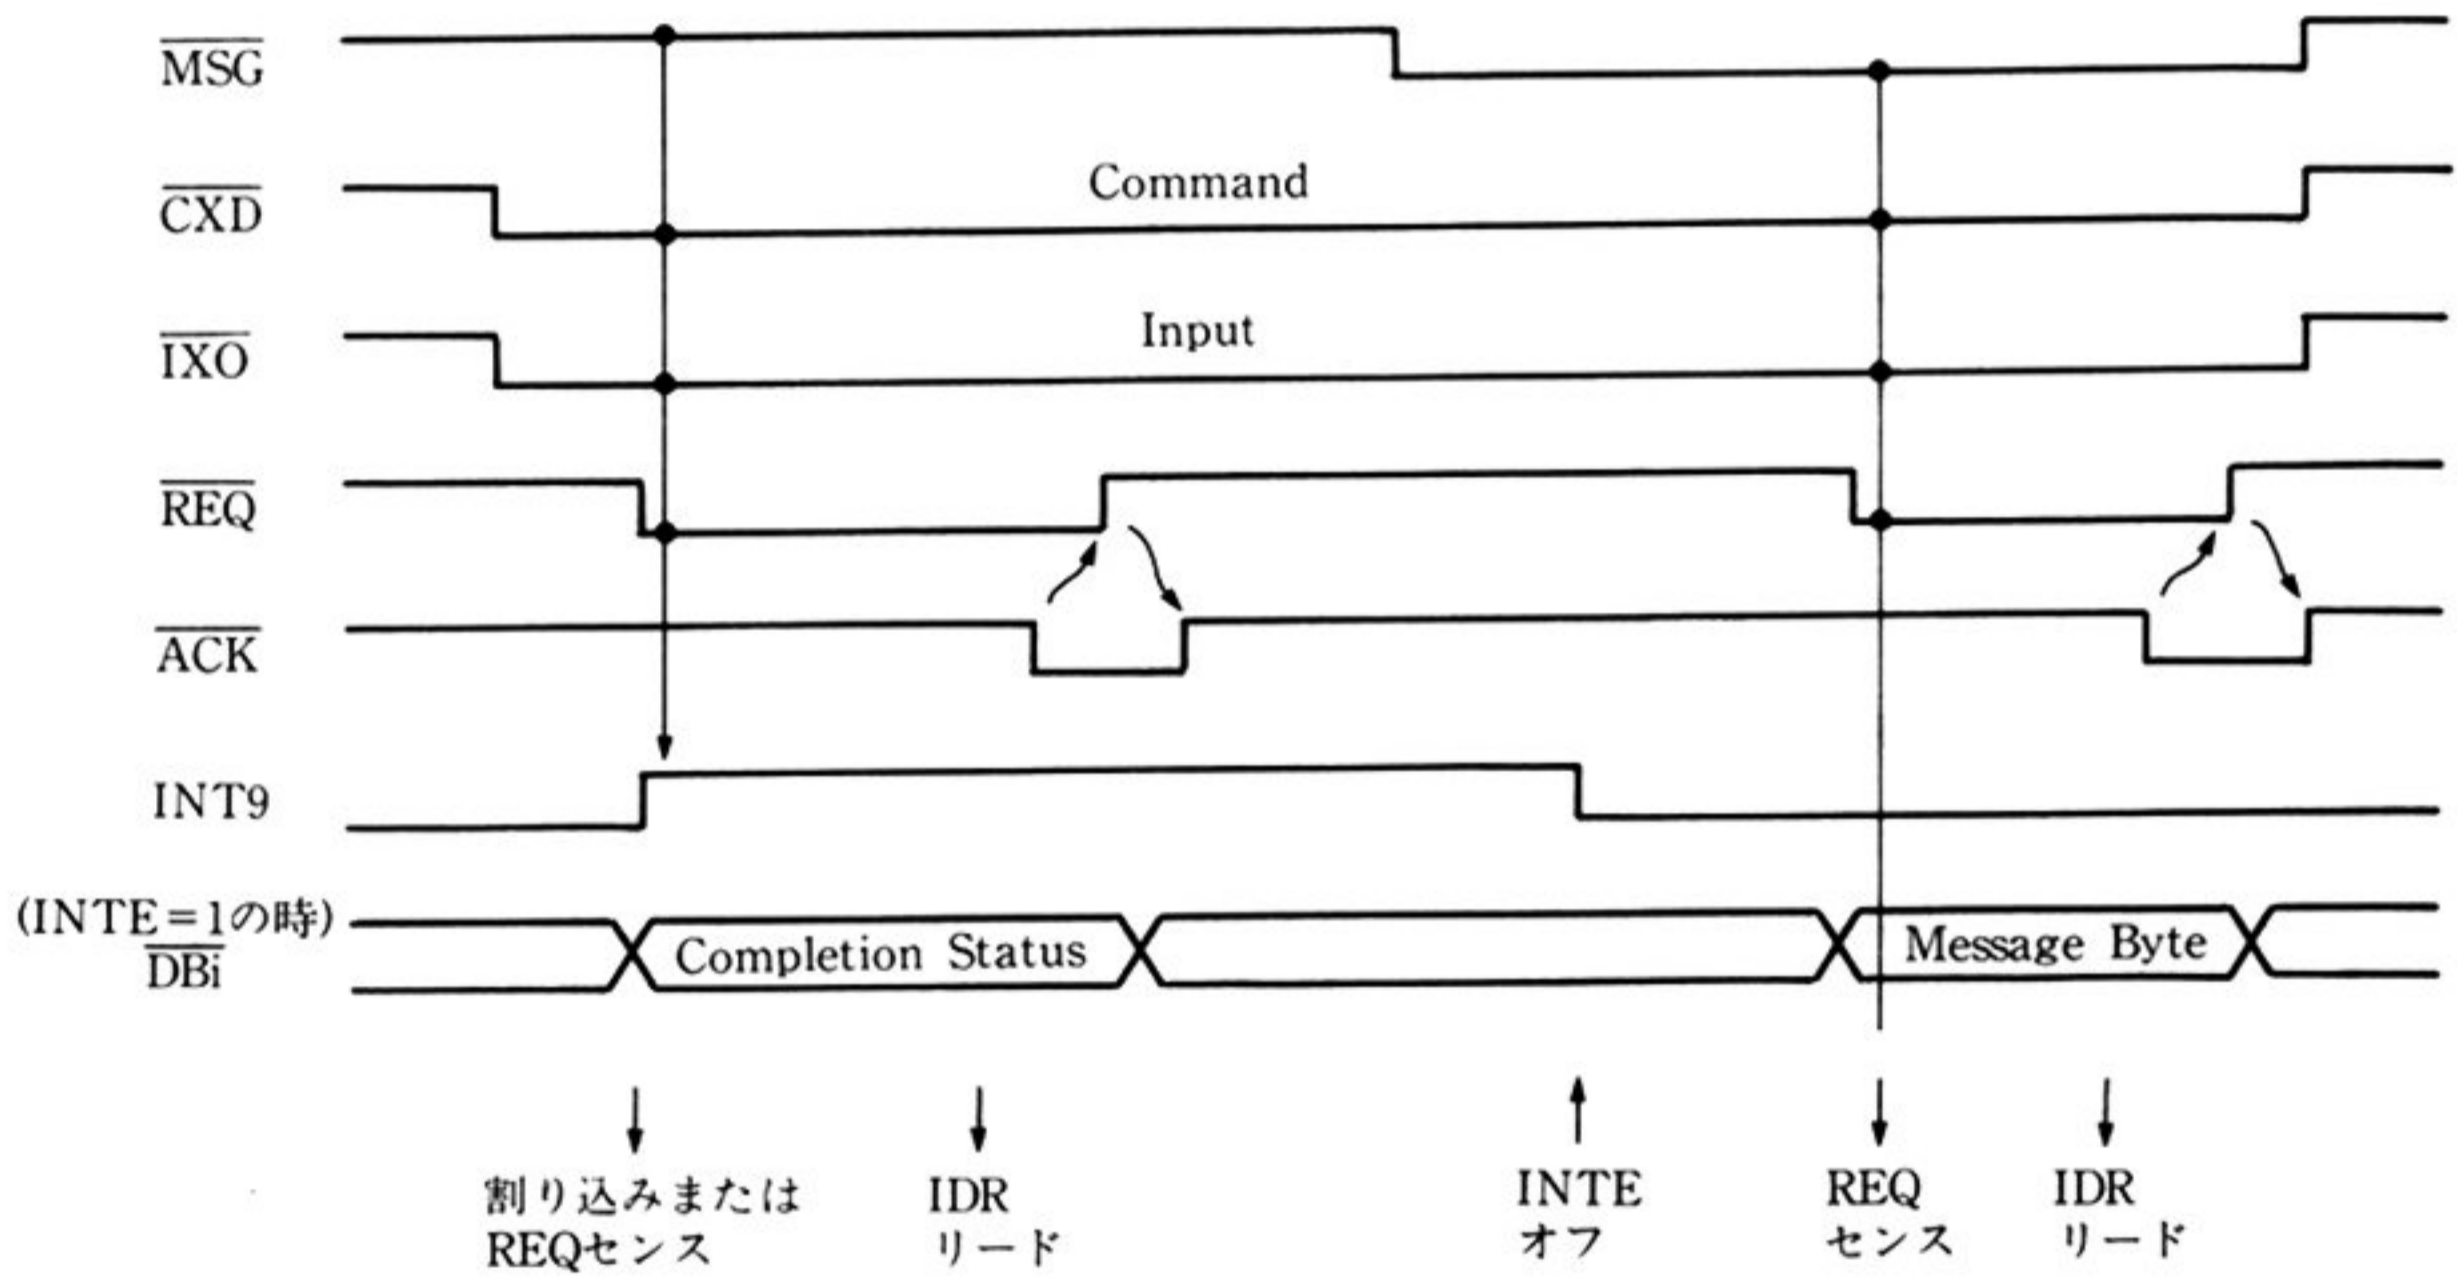 MSG
Command
CXD
Input
IXO
REQ
ACK
INT9
(INTE=1の時)
DBi
Completion Status
Message Byte
割り込みまたは
REQセンス
IDR
リード
INTE
オフ
REQ
センス
IDR
リード